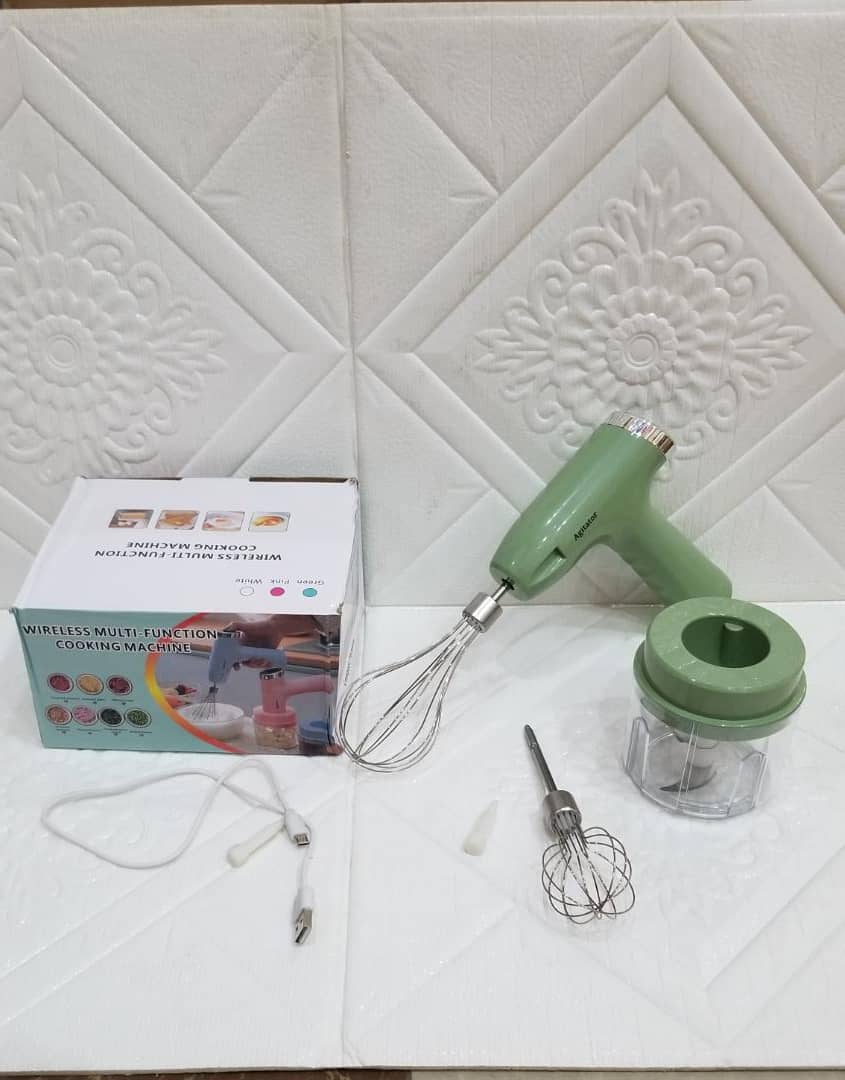 WIRELESS MULTI-FUNCTION
COOKING MACHINE
Green Pink White
WIRELESS MULTI-FUNCTION
COOKING MACHINE
Agitator